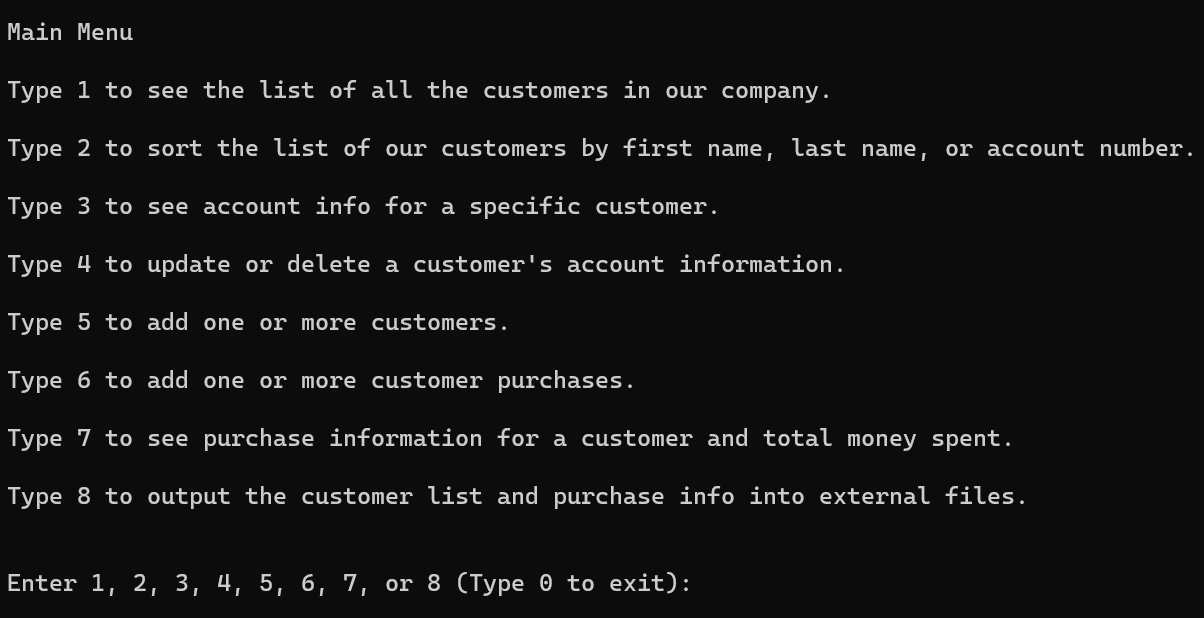 Main Menu
Type 1 to see the list of all the customers in our company.
Type 2 to sort the list of our customers by first name, last name, or account number.
Type 3 to see account info for a specific customer.
Type 4 to update or delete a customer's account information.
Type 5 to add one or more customers.
Type 6 to add one or more customer purchases.
Type 7 to see purchase information for a customer and total money spent.
Type 8 to output the customer list and purchase info into external files.
Enter 1, 2, 3, 4, 5, 6, 7, or 8 (Type 0 to exit):